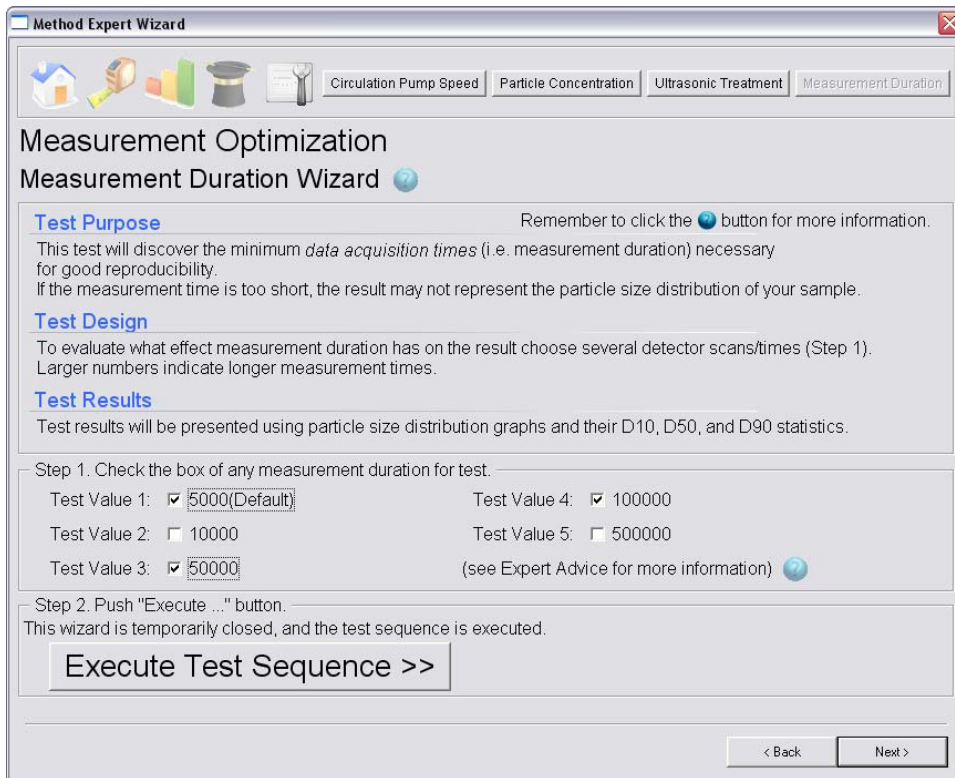 Method Expert Wizard
Circulation Pump Speed Particle Concentration Ultrasonic Treatment Measurement Duration
Measurement Optimization
Measurement Duration Wizard ?
Test Purpose
Remember to click the ? button for more information.
This test will discover the minimum data acquisition times (i.e. measurement duration) necessary
for good reproducibility.
If the measurement time is too short, the result may not represent the particle size distribution of your sample.
Test Design
To evaluate what effect measurement duration has on the result choose several detector scans/times (Step 1).
Larger numbers indicate longer measurement times.
Test Results
Test results will be presented using particle size distribution graphs and their D10, D50, and D90 statistics.
Step 1. Check the box of any measurement duration for test.
Test Value 1: 5000(Default) Test Value 4: 100000
Test Value 2: 10000 Test Value 5: 500000
Test Value 3: 50000 (see Expert Advice for more information) ?
Step 2. Push "Execute ..." button.
This wizard is temporarily closed, and the test sequence is executed.
Execute Test Sequence >>
< Back Next >